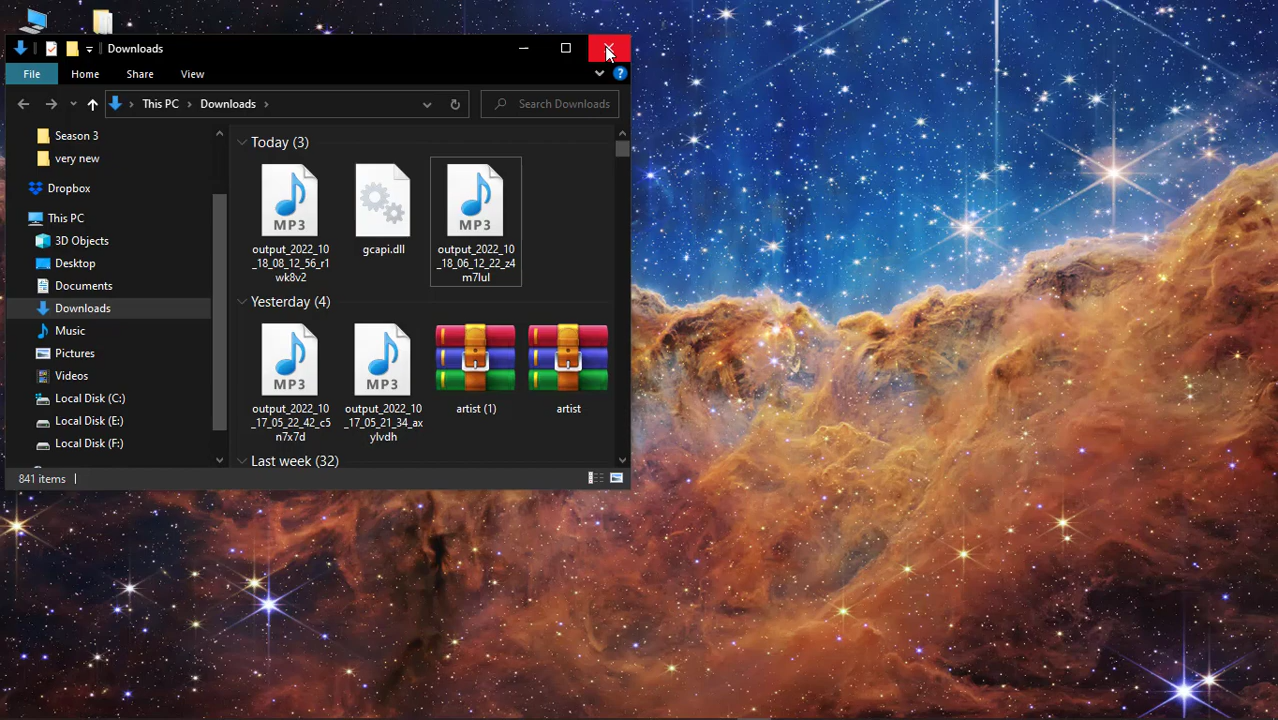 Downloads
File Home Share View
This PC Downloads Search Downloads
Season 3
very new
Dropbox
This PC
3D Objects
Desktop
Documents
Downloads
Music
Pictures
Videos
Local Disk (C:)
Local Disk (E:)
Local Disk (F:)
Today (3)
MP3 MP3
output_2022_10 gcapi.dll output_2022_10
_18_08_12_56_r1 _18_06_12_22_z4
wk8v2 m7lul
Yesterday (4)
MP3 MP3
output_2022_10 output_2022_10 artist (1) artist
_17_05_22_42_c5 _17_05_21_34_ax
n7x7d ylvdh
Last week (32)
841 items